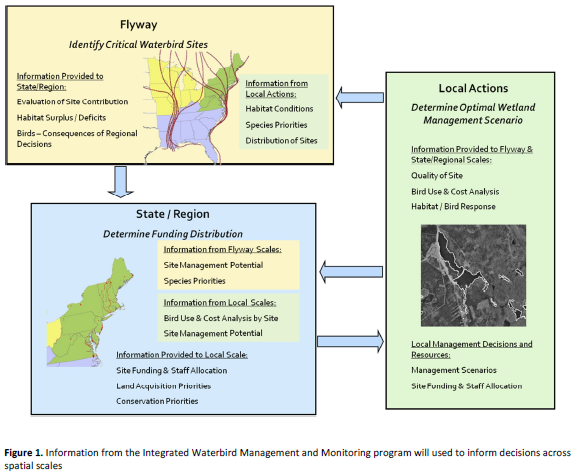 Flyway
Identify Critical Waterbird Sites
Information Provided to
State/Region:
Evaluation of Site Contribution
Habitat Surplus / Deficits
Birds – Consequences of Regional
Decisions
Information from
Local Actions:
Habitat Conditions
Species Priorities
Distribution of Sites
State / Region
Determine Funding Distribution
Information from Flyway Scales:
Site Management Potential
Species Priorities
Information from Local Scales:
Bird Use & Cost Analysis by Site
Site Management Potential
Information Provided to Local Scale:
Site Funding & Staff Allocation
Land Acquisition Priorities
Conservation Priorities
Local Actions
Determine Optimal Wetland
Management Scenario
Information Provided to Flyway &
State/Regional Scales:
Quality of Site
Bird Use & Cost Analysis
Habitat / Bird Response
Local Management Decisions and
Resources:
Management Scenarios
Site Funding & Staff Allocation
Figure 1. Information from the Integrated Waterbird Management and Monitoring program will used to inform decisions across
spatial scales